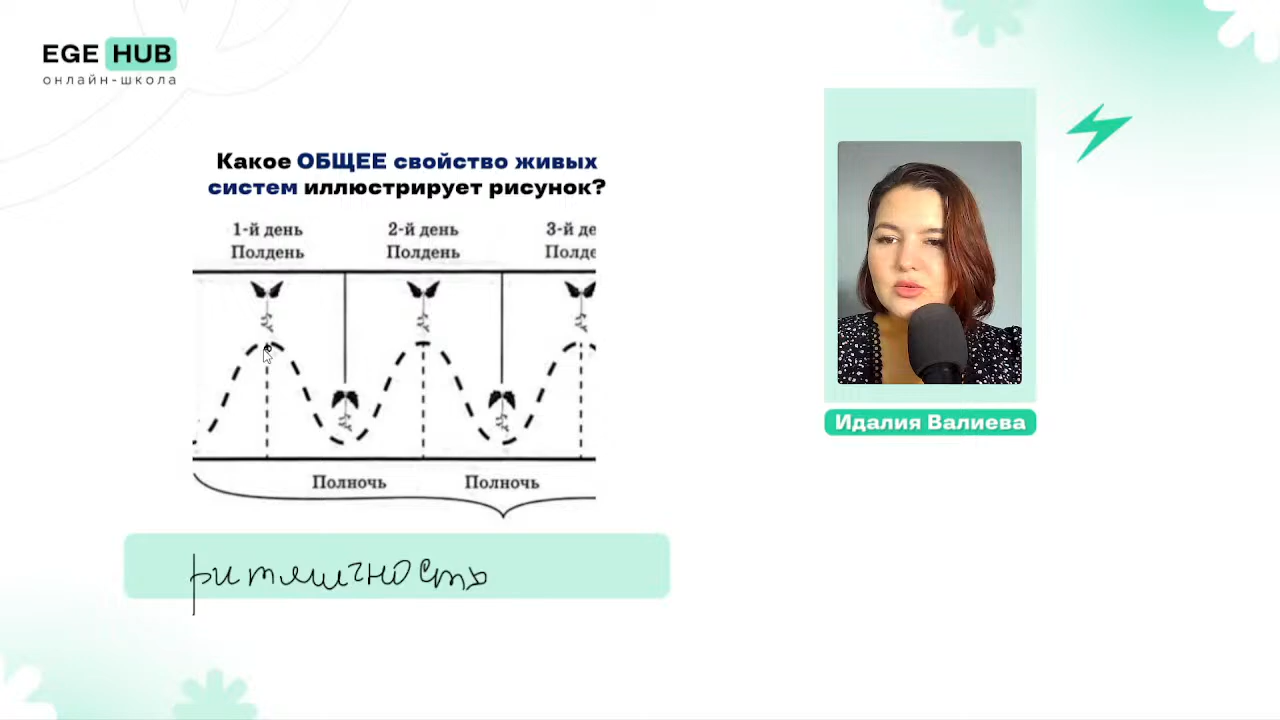 EGE HUB
онлайн-школа
Какое ОБЩЕЕ свойство живых
систем иллюстрирует рисунок?
1-й день 2-й день 3-й де
Полдень Полдень Полде
Полночь Полночь
ритмичность
Идалия Валиева